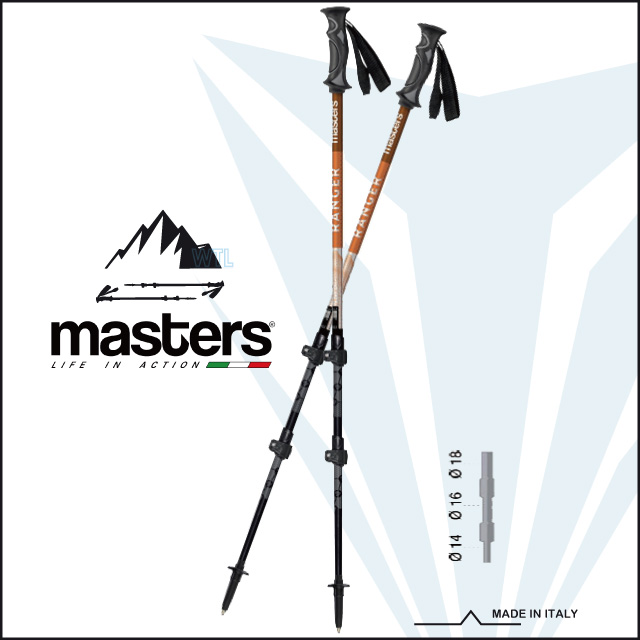 masters
RANGER
masters
RANGER
WTL
masters®
LIFE IN ACTION
Ø 18
Ø 16
Ø 14
MADE IN ITALY